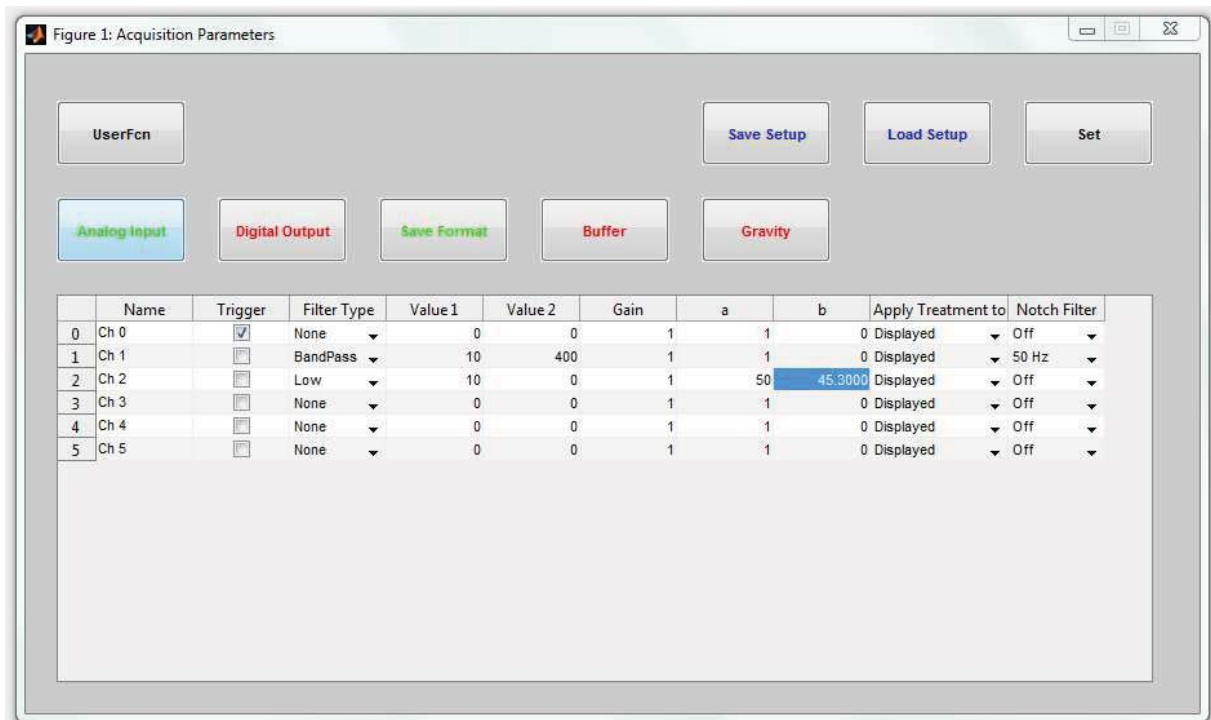 Figure 1: Acquisition Parameters
UserFcn Save Setup Load Setup Set
Analog Input Digital Output Save Format Buffer Gravity
Name Trigger Filter Type Value 1 Value 2 Gain a b Apply Treatment to Notch Filter
0 Ch 0 None 0 0 1 1 0 Displayed Off
1 Ch 1 BandPass 10 400 1 1 0 Displayed 50 Hz
2 Ch 2 Low 10 0 1 50 45.3000 Displayed Off
3 Ch 3 None 0 0 1 1 0 Displayed Off
4 Ch 4 None 0 0 1 1 0 Displayed Off
5 Ch 5 None 0 0 1 1 0 Displayed Off